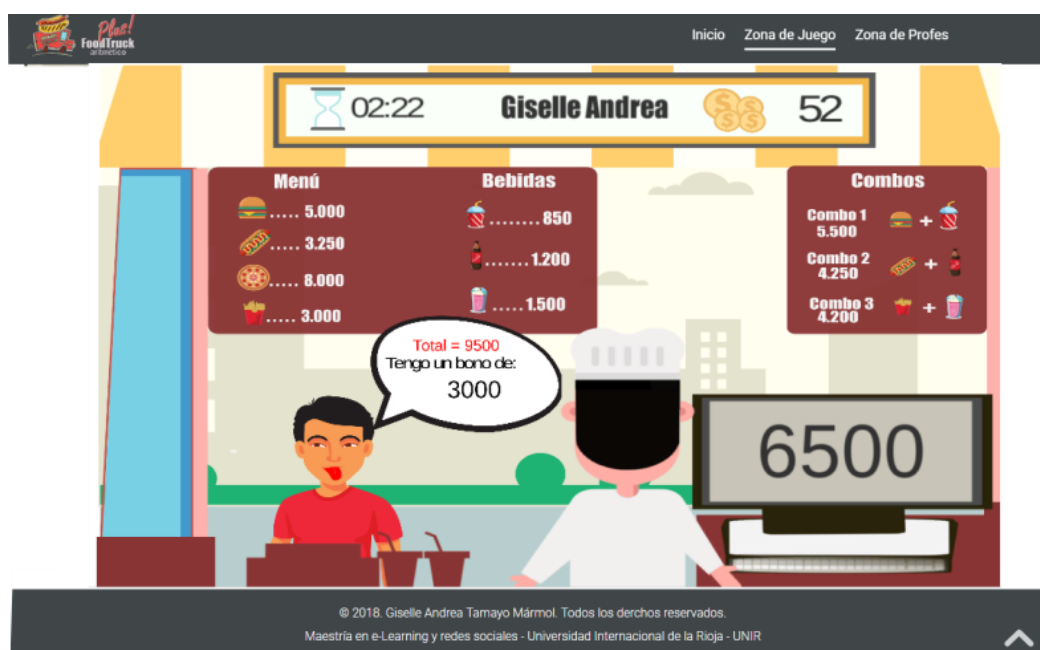 Plus!
FoodTruck
aritmético
Inicio Zona de Juego Zona de Profes
02:22 Giselle Andrea 52
Menú
..... 5.000
..... 3.250
..... 8.000
..... 3.000
Bebidas
........ 850
....... 1.200
..... 1.500
Combos
Combo 1 +
5.500
Combo 2 +
4.250
Combo 3 +
4.200
Total = 9500
Tengo un bono de:
3000
6500
© 2018. Giselle Andrea Tamayo Mármol. Todos los derchos reservados.
Maestría en e-Learning y redes sociales - Universidad Internacional de la Rioja - UNIR